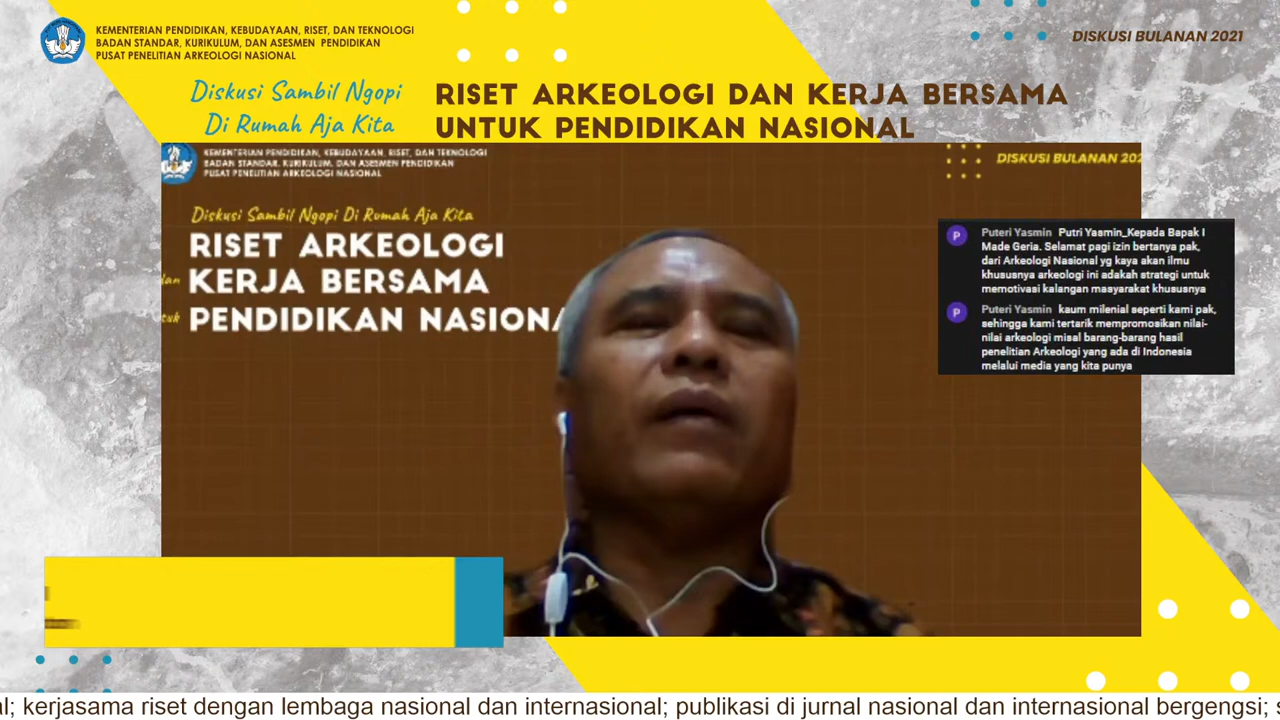 KEMENTERIAN PENDIDIKAN, KEBUDAYAAN, RISET, DAN TEKNOLOGI
BADAN STANDAR, KURIKULUM, DAN ASESMEN PENDIDIKAN
PUSAT PENELITIAN ARKEOLOGI NASIONAL
DISKUSI BULANAN 2021
Diskusi Sambil Ngopi
Di Rumah Aja Kita
RISET ARKEOLOGI DAN KERJA BERSAMA
UNTUK PENDIDIKAN NASIONAL
KEMENTERIAN PENDIDIKAN, KEBUDAYAAN, RISET, DAN TEKNOLOGI
BADAN STANDAR, KURIKULUM, DAN ASESMEN PENDIDIKAN
PUSAT PENELITIAN ARKEOLOGI NASIONAL
DISKUSI BULANAN 202
Diskusi Sambil Ngopi Di Rumah Aja Kita
RISET ARKEOLOGI
dan KERJA BERSAMA
tuk PENDIDIKAN NASIONA
P Puteri Yasmin Putri Yasmin_Kepada Bapak I
Made Geria. Selamat pagi izin bertanya pak,
dari Arkeologi Nasional yg kaya akan ilmu
khususnya arkeologi ini adakah strategi untuk
memotivasi kalangan masyarakat khususnya
P Puteri Yasmin kaum milenial seperti kami pak,
sehingga kami tertarik mempromosikan nilai-
nilai arkeologi misal barang-barang hasil
penelitian Arkeologi yang ada di Indonesia
melalui media yang kita punya
al; kerjasama riset dengan lembaga nasional dan internasional; publikasi di jurnal nasional dan internasional bergengsi; s